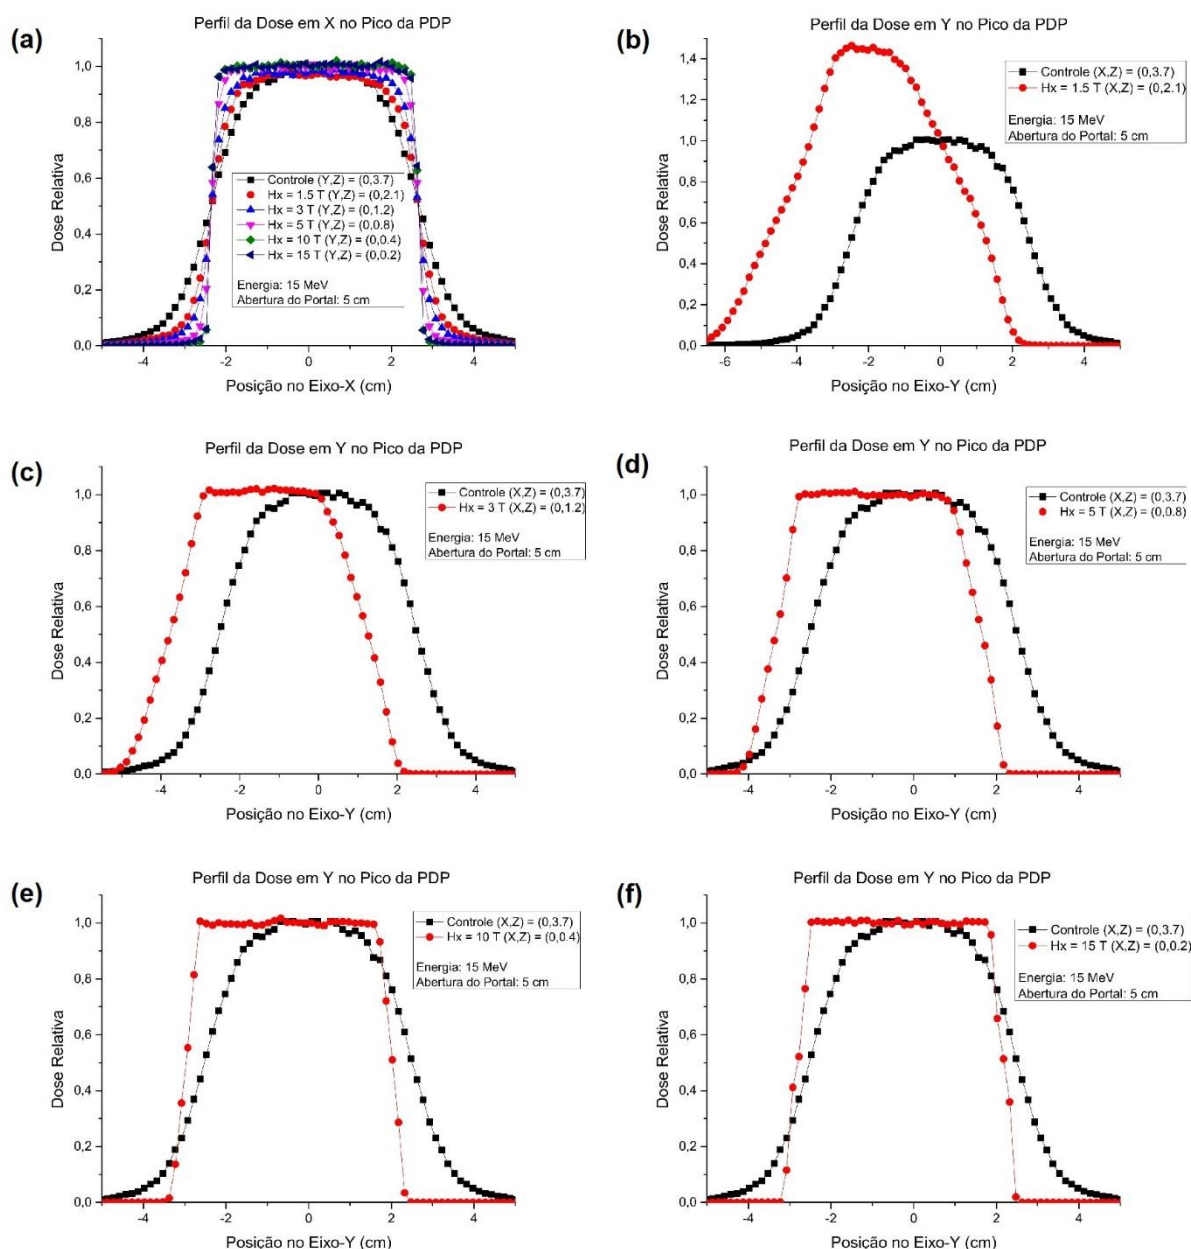 (a)
Perfil da Dose em X no Pico da PDP
Dose Relativa
1,0
0,8
0,6
0,4
0,2
0,0
Controle (Y,Z) = (0,3.7)
Hx = 1.5 T (Y,Z) = (0,2.1)
Hx = 3 T (Y,Z) = (0,1.2)
Hx = 5 T (Y,Z) = (0,0.8)
Hx = 10 T (Y,Z) = (0,0.4)
Hx = 15 T (Y,Z) = (0,0.2)
Energia: 15 MeV
Abertura do Portal: 5 cm
-4 -2 0 2 4
Posição no Eixo-X (cm)
(b)
Perfil da Dose em Y no Pico da PDP
Dose Relativa
1,4
1,2
1,0
0,8
0,6
0,4
0,2
0,0
Controle (X,Z) = (0,3.7)
Hx = 1.5 T (X,Z) = (0,2.1)
Energia: 15 MeV
Abertura do Portal: 5 cm
-6 -4 -2 0 2 4
Posição no Eixo-Y (cm)
(c)
Perfil da Dose em Y no Pico da PDP
Dose Relativa
1,0
0,8
0,6
0,4
0,2
0,0
Controle (X,Z) = (0,3.7)
Hx = 3 T (X,Z) = (0,1.2)
Energia: 15 MeV
Abertura do Portal: 5 cm
-4 -2 0 2 4
Posição no Eixo-Y (cm)
(d)
Perfil da Dose em Y no Pico da PDP
Dose Relativa
1,0
0,8
0,6
0,4
0,2
0,0
Controle (X,Z) = (0,3.7)
Hx = 5 T (X,Z) = (0,0.8)
Energia: 15 MeV
Abertura do Portal: 5 cm
-4 -2 0 2 4
Posição no Eixo-Y (cm)
(e)
Perfil da Dose em Y no Pico da PDP
Dose Relativa
1,0
0,8
0,6
0,4
0,2
0,0
Controle (X,Z) = (0,3.7)
Hx = 10 T (X,Z) = (0,0.4)
Energia: 15 MeV
Abertura do Portal: 5 cm
-4 -2 0 2 4
Posição no Eixo-Y (cm)
(f)
Perfil da Dose em Y no Pico da PDP
Dose Relativa
1,0
0,8
0,6
0,4
0,2
0,0
Controle (X,Z) = (0,3.7)
Hx = 15 T (X,Z) = (0,0.2)
Energia: 15 MeV
Abertura do Portal: 5 cm
-4 -2 0 2 4
Posição no Eixo-Y (cm)